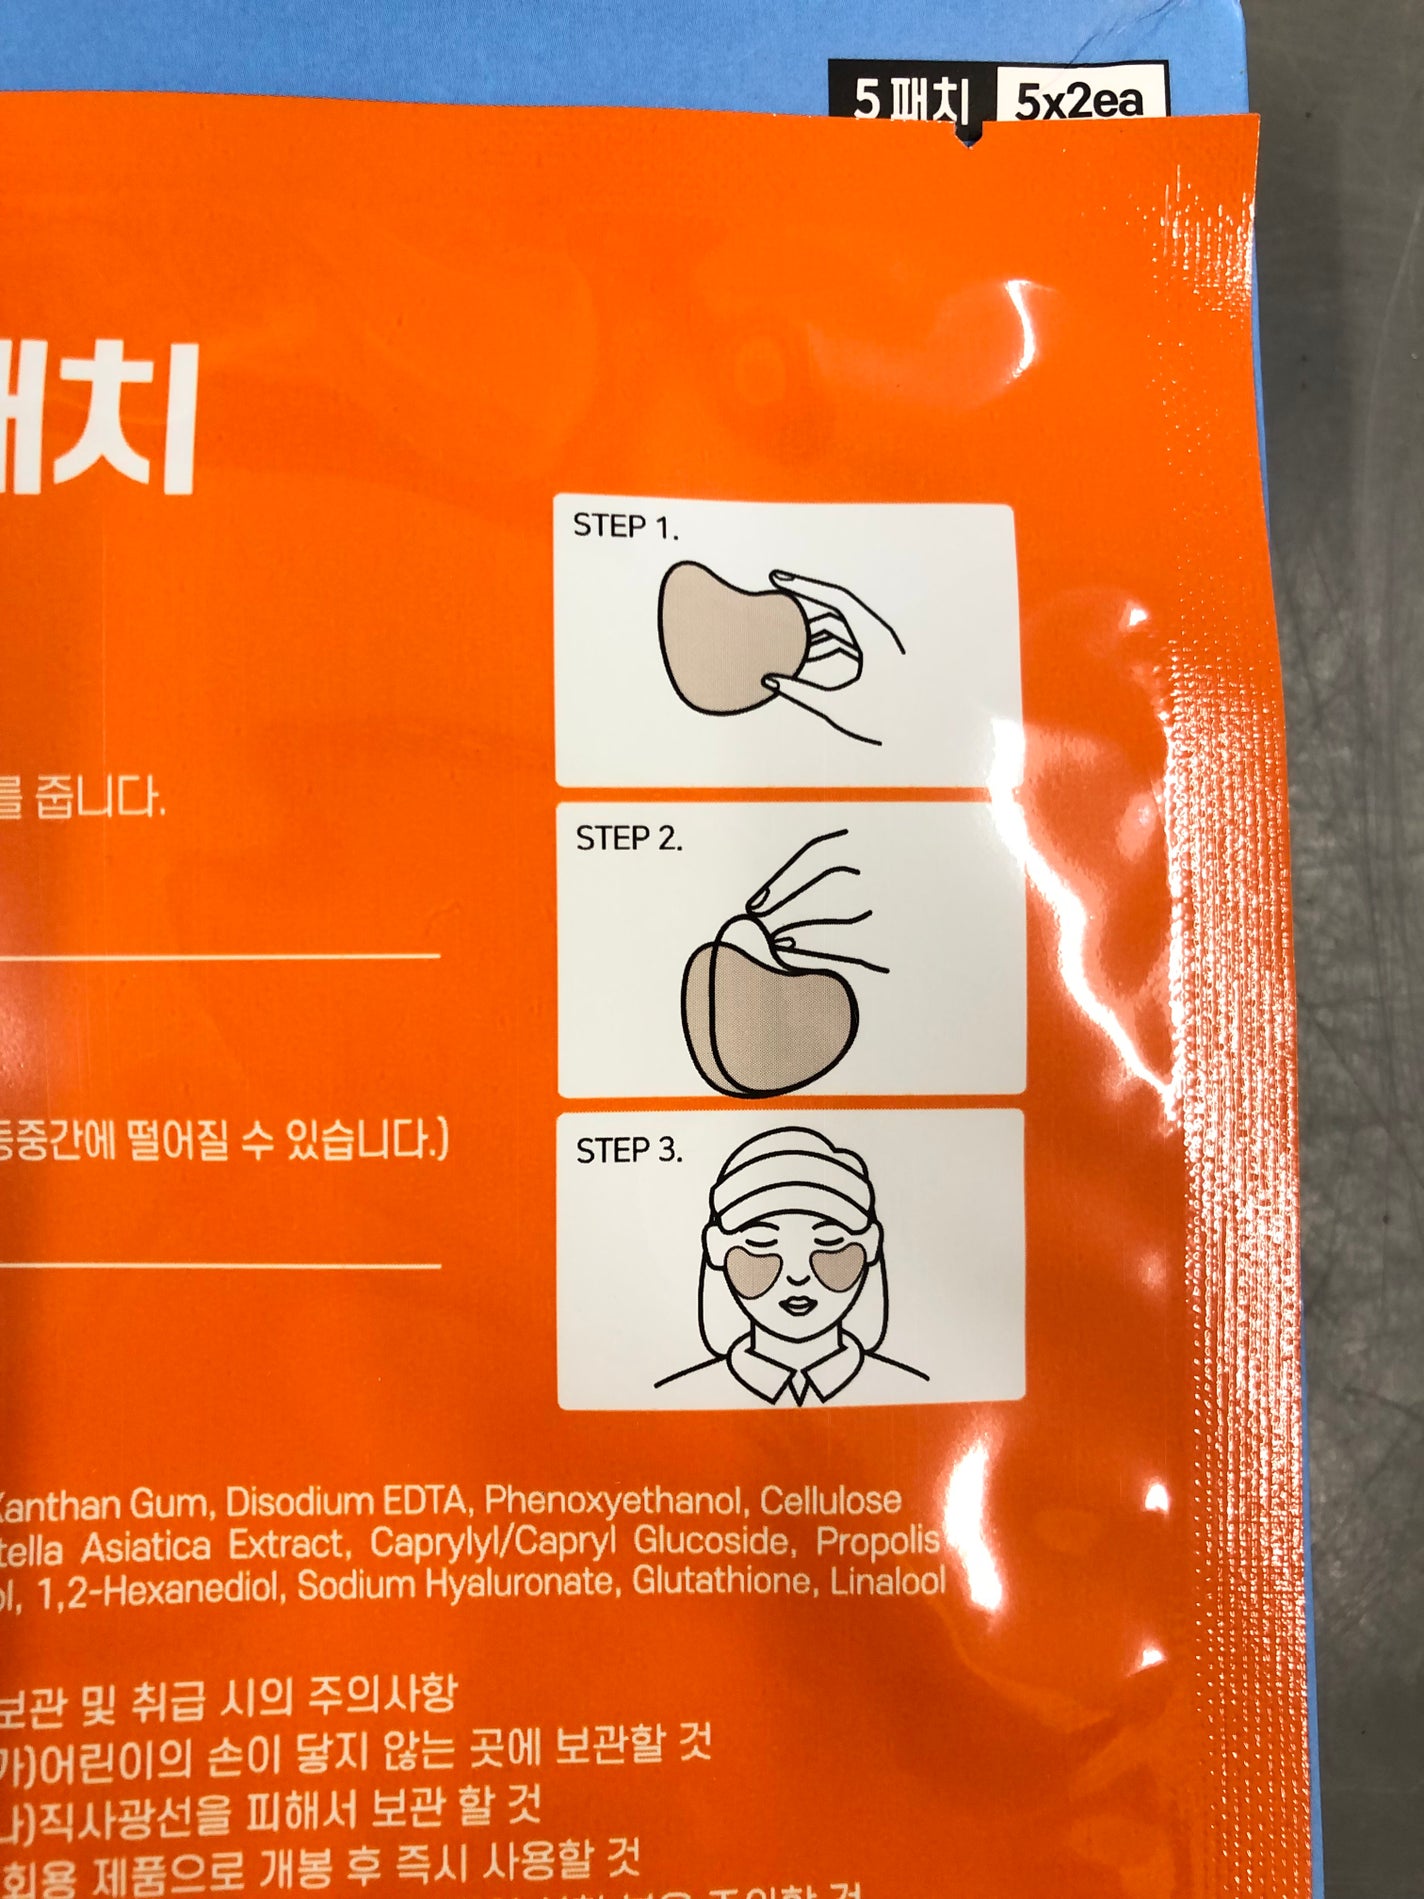 5 패치 5x2ea
패치
STEP 1.
를 줍니다.
STEP 2.
동중간에 떨어질 수 있습니다.)
STEP 3.
Xanthan Gum, Disodium EDTA, Phenoxyethanol, Cellulose
tella Asiatica Extract, Caprylyl/Capryl Glucoside, Propolis
ol, 1,2-Hexanediol, Sodium Hyaluronate, Glutathione, Linalool
보관 및 취급 시의 주의사항
가)어린이의 손이 닿지 않는 곳에 보관할 것
나)직사광선을 피해서 보관 할 것
회용 제품으로 개봉 후 즉시 사용할 것